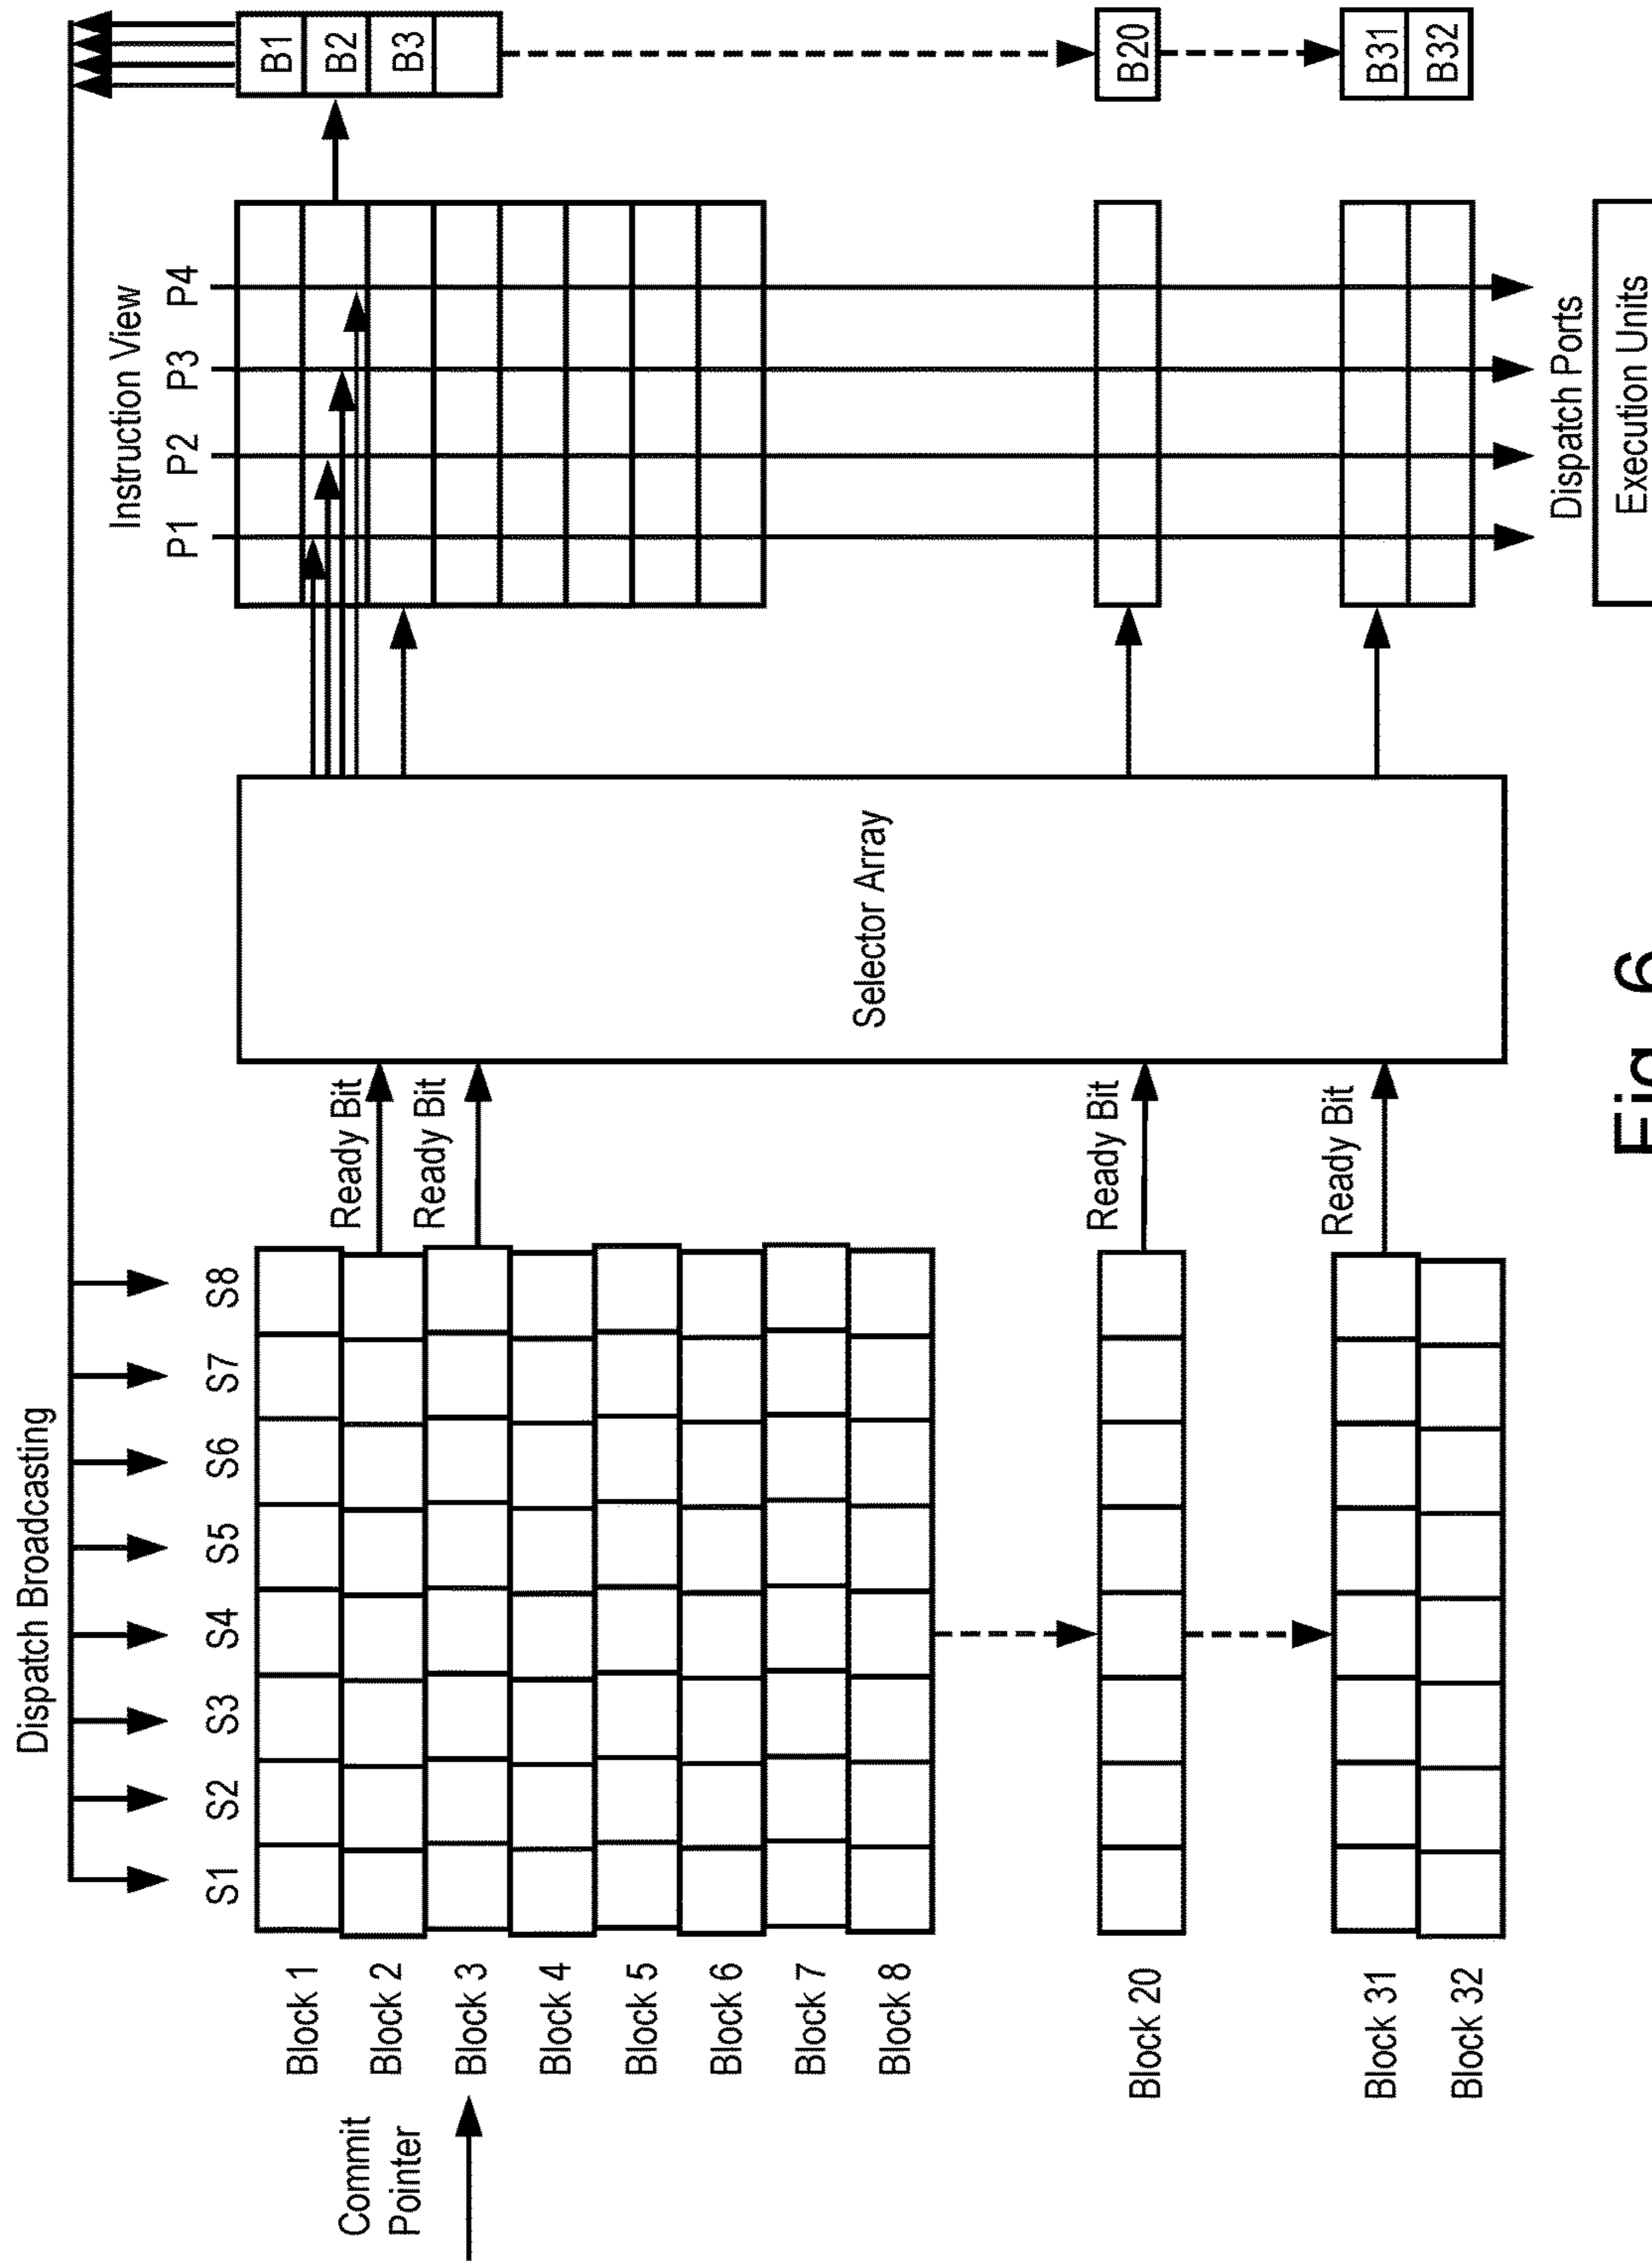 Dispatch Broadcasting
Instruction View
P1 P2 P3 P4
S1 S2 S3 S4 S5 S6 S7 S8
Block 1
Block 2
Block 3
Block 4
Block 5
Block 6
Block 7
Block 8
Block 20
Block 31
Block 32
Commit
Pointer
Ready Bit
Ready Bit
Ready Bit
Ready Bit
Selector Array
B1
B2
B3
B20
B31
B32
Dispatch Ports
Execution Units
Fig. 6